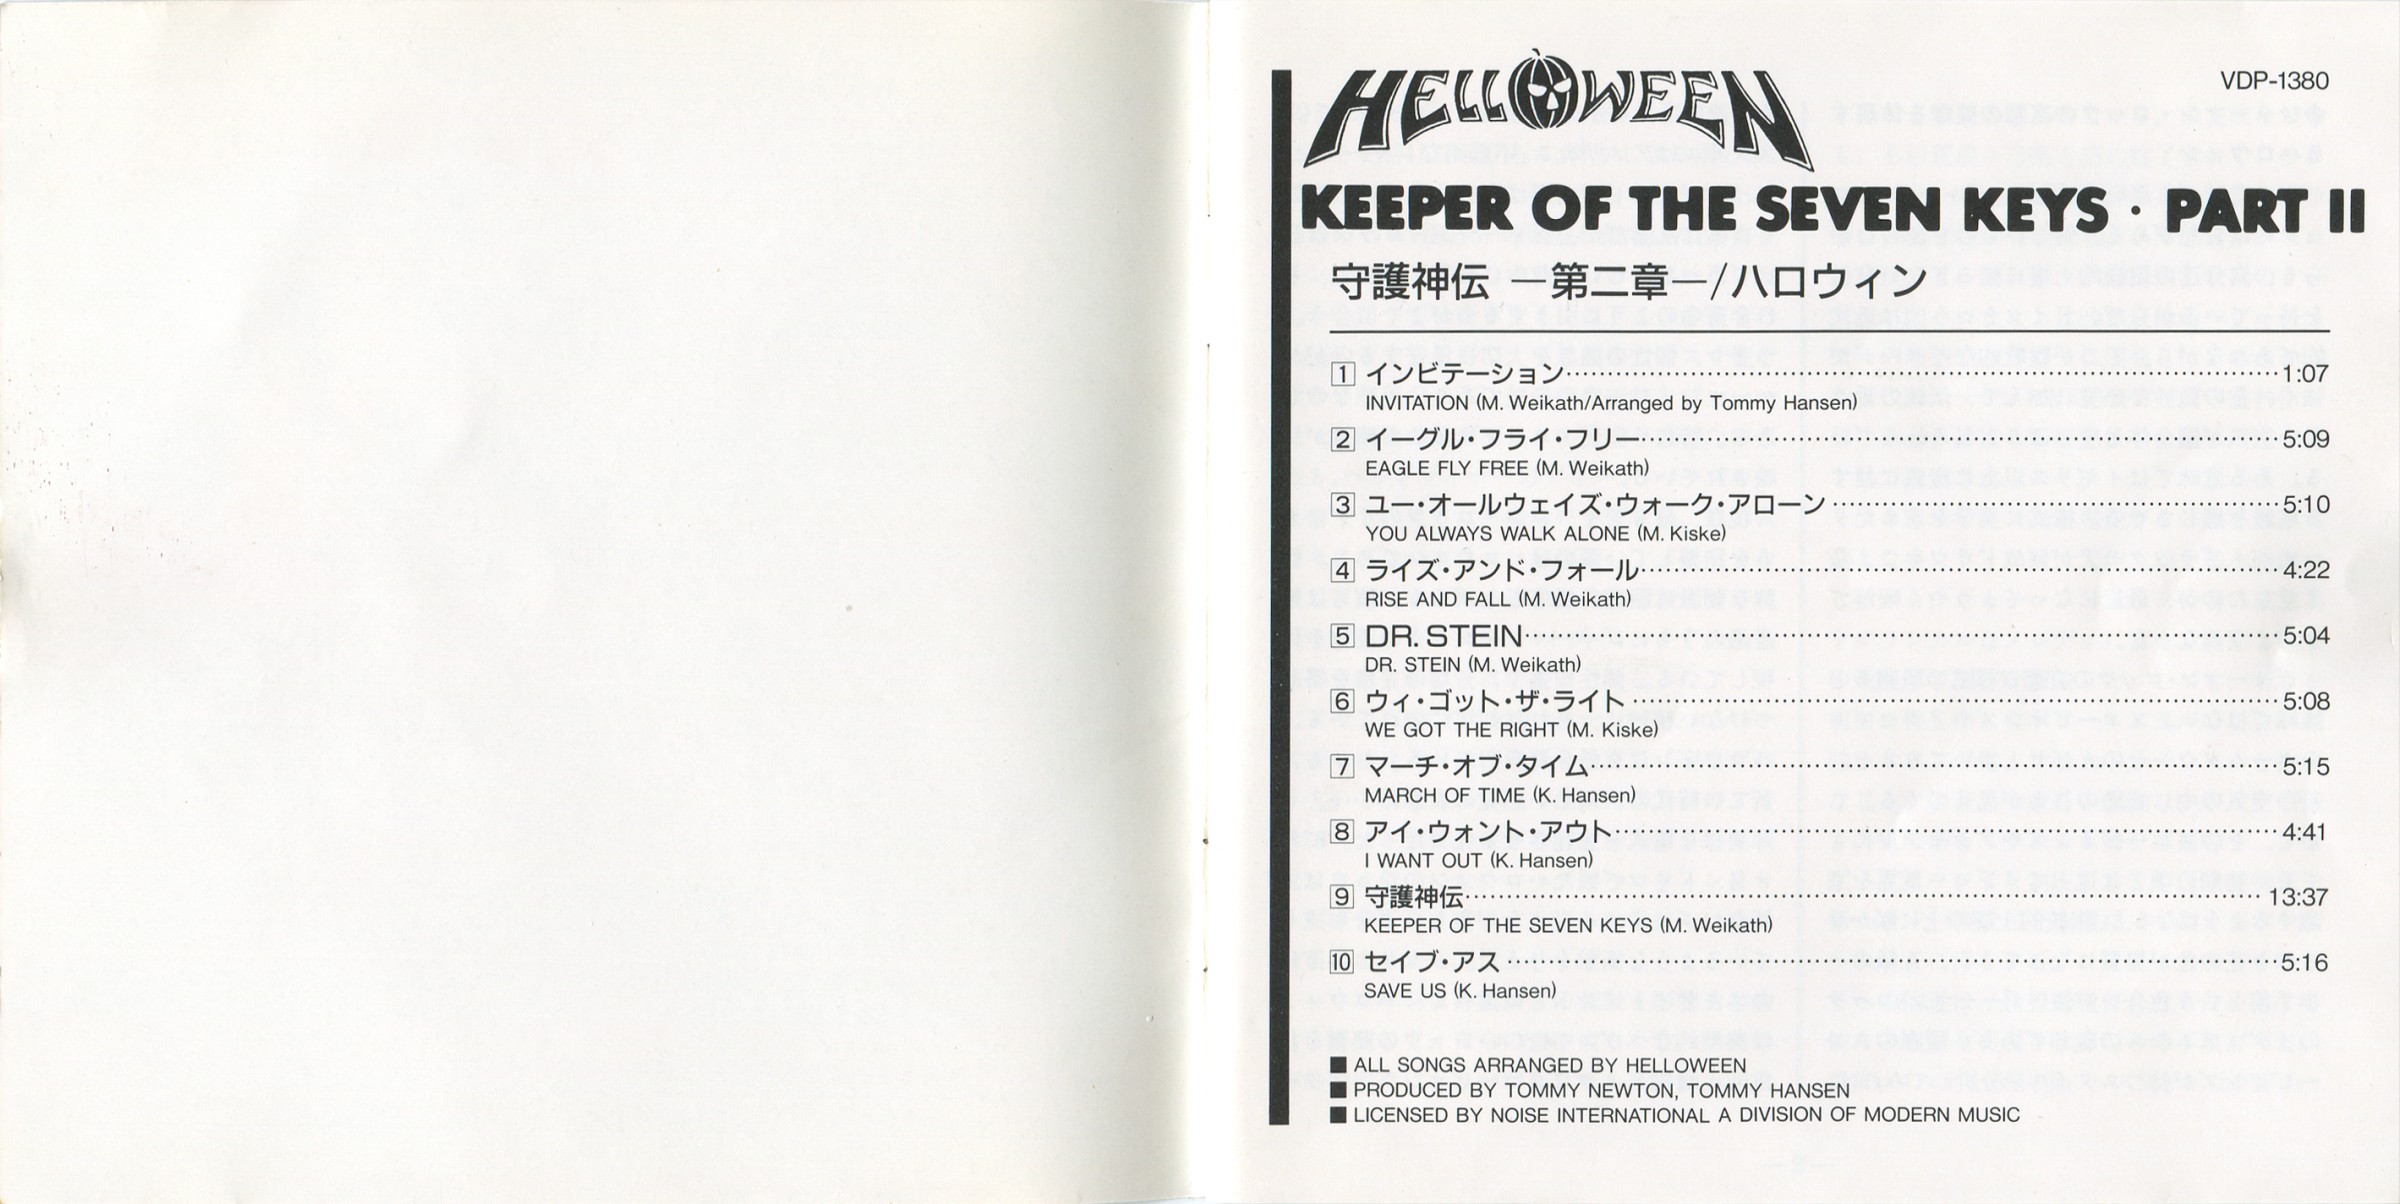 HELLOWEEN
VDP-1380
KEEPER OF THE SEVEN KEYS · PART II
守護神伝 ―第二章―/ハロウィン
1 インビテーション 1:07
INVITATION (M. Weikath/Arranged by Tommy Hansen)
2 イーグル・フライ・フリー 5:09
EAGLE FLY FREE (M. Weikath)
3 ユー・オールウェイズ・ウォーク・アローン 5:10
YOU ALWAYS WALK ALONE (M. Kiske)
4 ライズ・アンド・フォール 4:22
RISE AND FALL (M. Weikath)
5 DR. STEIN 5:04
DR. STEIN (M. Weikath)
6 ウィ・ゴット・ザ・ライト 5:08
WE GOT THE RIGHT (M. Kiske)
7 マーチ・オブ・タイム 5:15
MARCH OF TIME (K. Hansen)
8 アイ・ウォント・アウト 4:41
I WANT OUT (K. Hansen)
9 守護神伝 13:37
KEEPER OF THE SEVEN KEYS (M. Weikath)
10 セイブ・アス 5:16
SAVE US (K. Hansen)
■ ALL SONGS ARRANGED BY HELLOWEEN
■ PRODUCED BY TOMMY NEWTON, TOMMY HANSEN
■ LICENSED BY NOISE INTERNATIONAL A DIVISION OF MODERN MUSIC